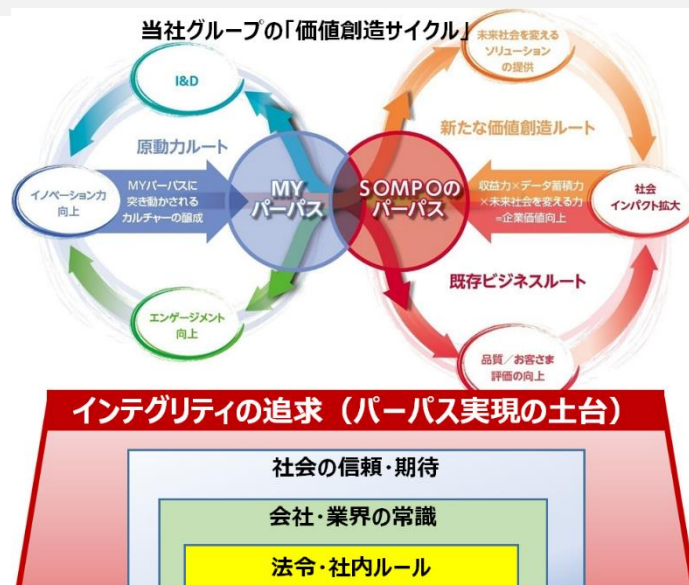 当社グループの「価値創造サイクル」
未来社会を変える
ソリューション
の提供
I&D
原動力ルート
新たな価値創造ルート
イノベーション力
向上
MYパーパスに
突き動かされる
カルチャーの醸成
MY
パーパス
SOMPOの
パーパス
収益力×データ蓄積力
×未来社会を変える力
=企業価値向上
社会
インパクト拡大
既存ビジネスルート
エンゲージメント
向上
品質/お客さま
評価の向上
インテグリティの追求(パーパス実現の土台)
社会の信頼・期待
会社・業界の常識
法令・社内ルール